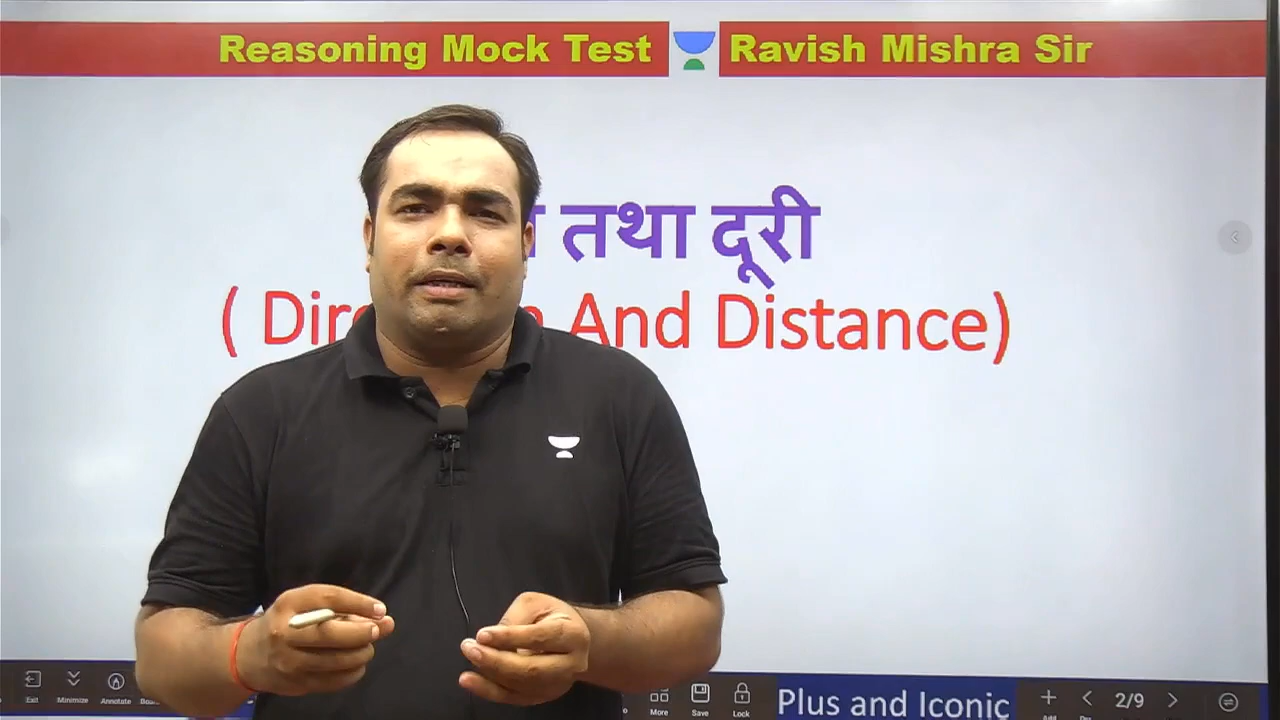 Reasoning Mock Test Ravish Mishra Sir
तथा दूरी
( And Distance)
Exit Minimize Annotate More Save Lock Plus and Iconic 2/9